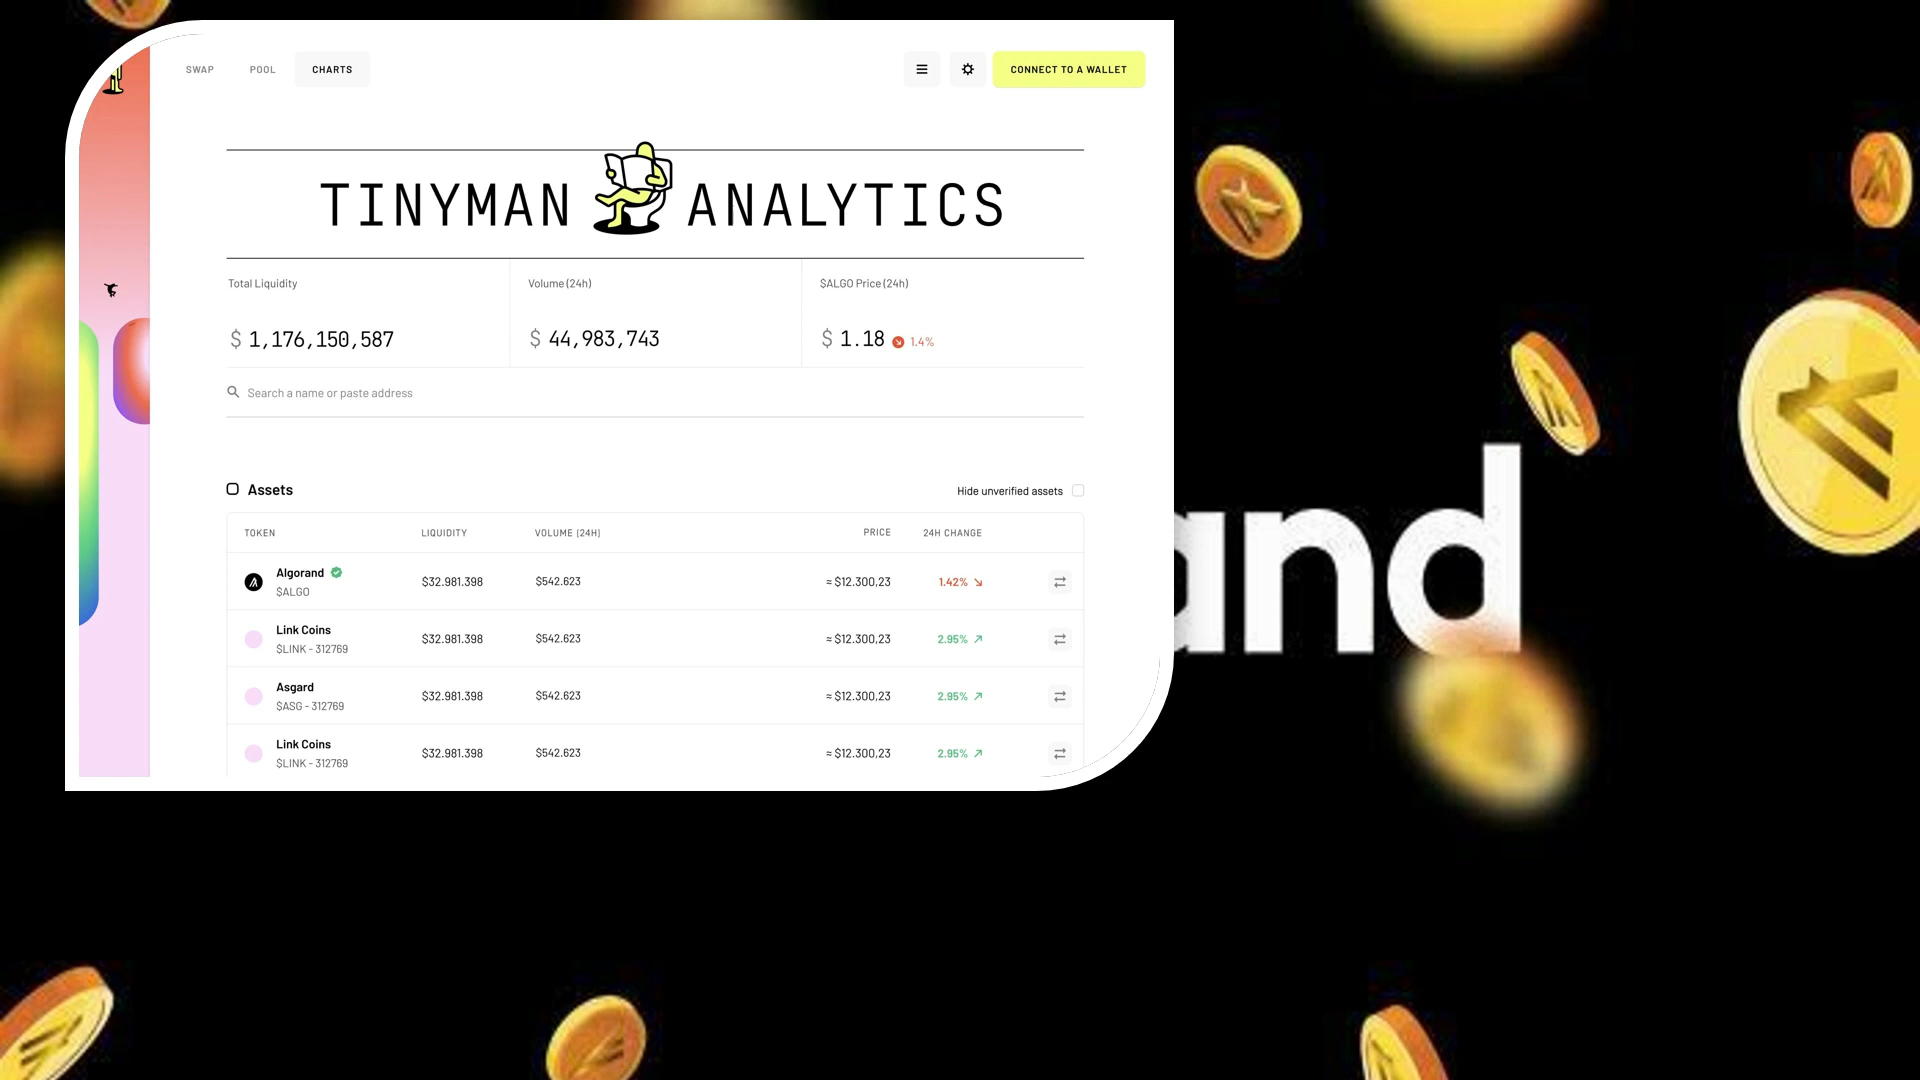 SWAP POOL CHARTS CONNECT TO A WALLET
TINYMAN ANALYTICS
Total Liquidity Volume (24h) $ALGO Price (24h)
$ 1,176,150,587 $ 44,983,743 $ 1.18 1.4%
Search a name or paste address
Assets Hide unverified assets
TOKEN LIQUIDITY VOLUME (24H) PRICE 24H CHANGE
Algorand $32.981.398 $542.623 ≈ $12.300,23 1.42%
$ALGO
Link Coins $32.981.398 $542.623 ≈ $12.300,23 2.95%
$LINK - 312769
Asgard $32.981.398 $542.623 ≈ $12.300,23 2.95%
$ASG - 312769
Link Coins $32.981.398 $542.623 ≈ $12.300,23 2.95%
$LINK - 312769
and